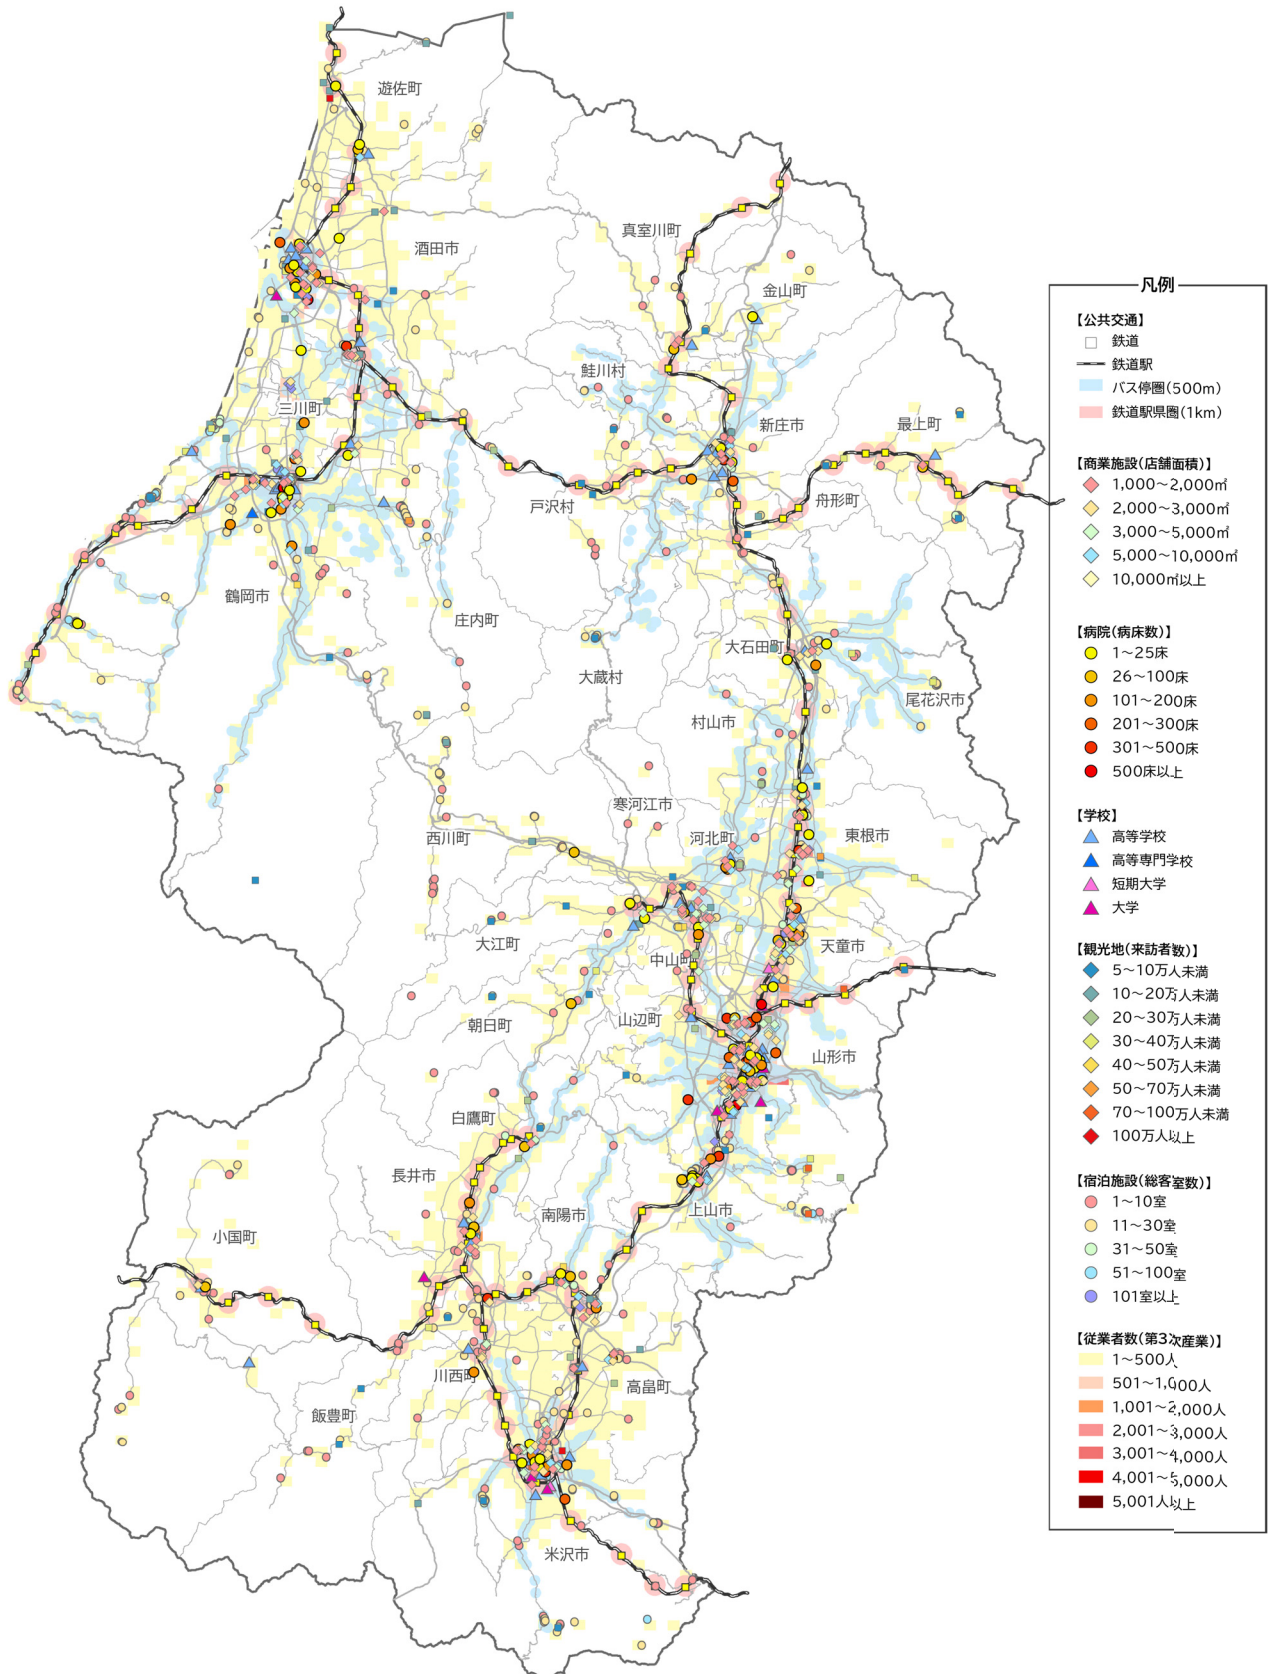 遊佐町
酒田市
真室川町
金山町
鮭川村
三川町
新庄市
最上町
戸沢村
舟形町
鶴岡市
庄内町
大石田町
大蔵村
尾花沢市
村山市
寒河江市
西川町
河北町
東根市
大江町
中山町
天童市
朝日町
山辺町
山形市
白鷹町
長井市
南陽市
上山市
小国町
川西町
高畠町
飯豊町
米沢市
凡例
【公共交通】
鉄道
鉄道駅
バス停圏(500m)
鉄道駅県圏(1km)
【商業施設(店舗面積)】
1,000～2,000㎡
2,000～3,000㎡
3,000～5,000㎡
5,000～10,000㎡
10,000㎡以上
【病院(病床数)】
1～25床
26～100床
101～200床
201～300床
301～500床
500床以上
【学校】
高等学校
高等専門学校
短期大学
大学
【観光地(来訪者数)】
5～10万人未満
10～20万人未満
20～30万人未満
30～40万人未満
40～50万人未満
50～70万人未満
70～100万人未満
100万人以上
【宿泊施設(総客室数)】
1～10室
11～30室
31～50室
51～100室
101室以上
【従業者数(第3次産業)】
1～500人
501～1,000人
1,001～2,000人
2,001～3,000人
3,001～4,000人
4,001～5,000人
5,001人以上